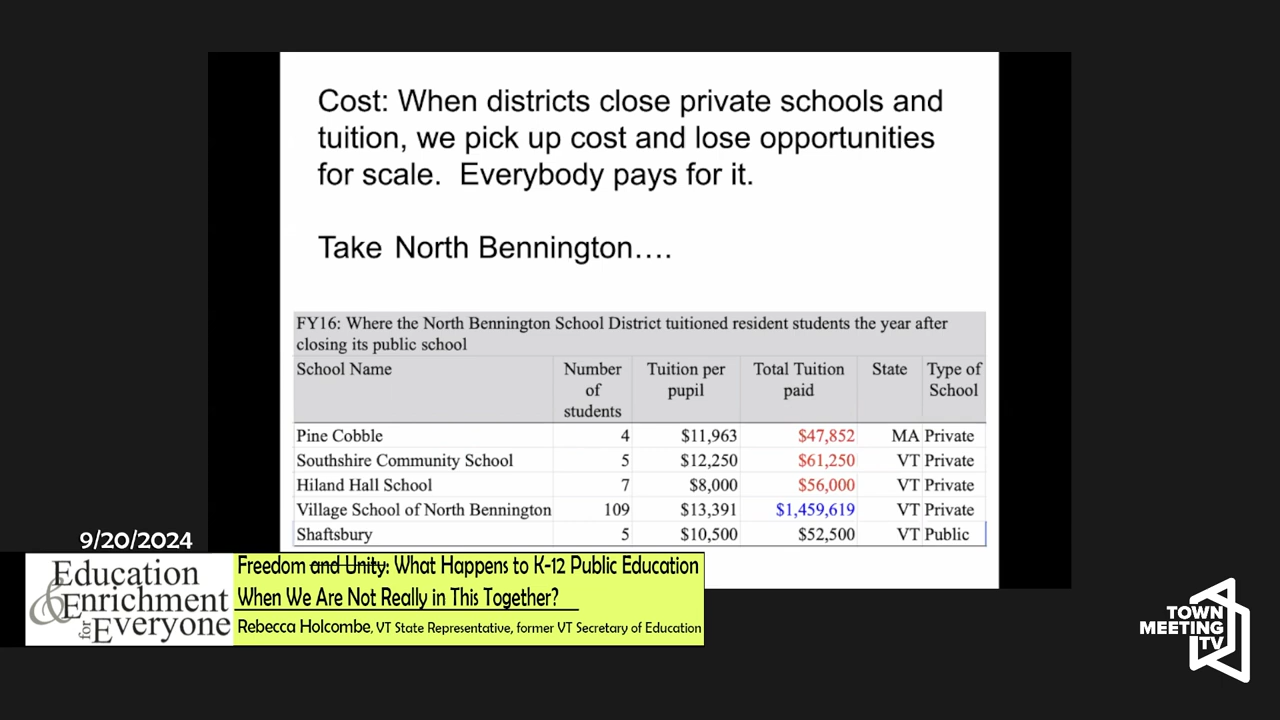 Cost: When districts close private schools and
tuition, we pick up cost and lose opportunities
for scale. Everybody pays for it.
Take North Bennington….
FY16: Where the North Bennington School District tuitioned resident students the year after
closing its public school
School Name Number of students Tuition per pupil Total Tuition paid State Type of School
Pine Cobble 4 $11,963 $47,852 MA Private
Southshire Community School 5 $12,250 $61,250 VT Private
Hiland Hall School 7 $8,000 $56,000 VT Private
Village School of North Bennington 109 $13,391 $1,459,619 VT Private
Shaftsbury 5 $10,500 $52,500 VT Public
9/20/2024
Education
& Enrichment
for Everyone
Freedom and Unity: What Happens to K-12 Public Education
When We Are Not Really in This Together?
Rebecca Holcombe, VT State Representative, former VT Secretary of Education
TOWN
MEETING
TV